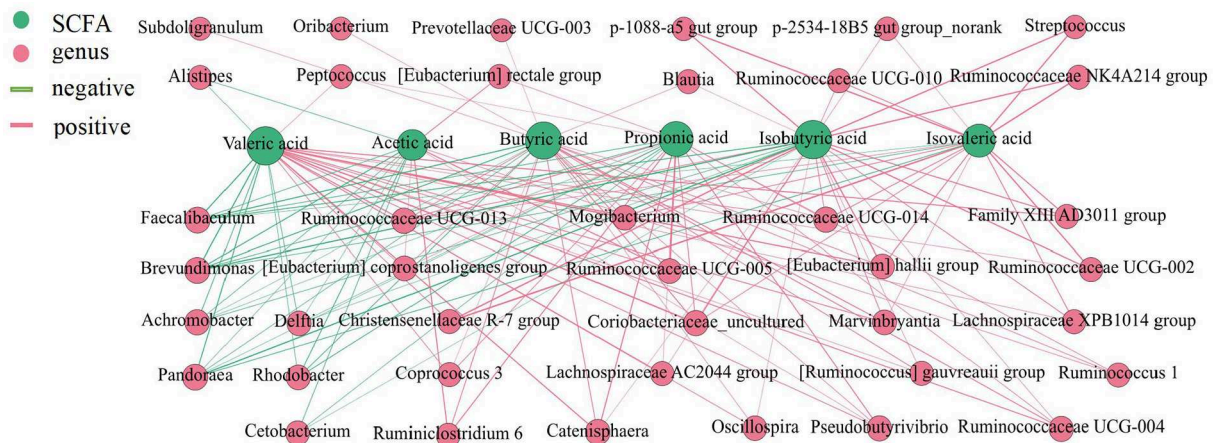 SCFA
genus
negative
positive
Subdoligranulum
Oribacterium
Prevotellaceae UCG-003
p-1088-a5 gut group
p-2534-18B5 gut group_norank
Streptococcus
Alistipes
Peptococcus
[Eubacterium] rectale group
Blautia
Ruminococcaceae UCG-010
Ruminococcaceae NK4A214 group
Valeric acid
Acetic acid
Butyric acid
Propionic acid
Isobutyric acid
Isovaleric acid
Faecalibaculum
Ruminococcaceae UCG-013
Mogibacterium
Ruminococcaceae UCG-014
Family XIII AD3011 group
Brevundimonas
[Eubacterium] coprostanoligenes group
Ruminococcaceae UCG-005
[Eubacterium] hallii group
Ruminococcaceae UCG-002
Achromobacter
Delftia
Christensenellaceae R-7 group
Coriobacteriaceae_uncultured
Marvinbryantia
Lachnospiraceae XPB1014 group
Pandoraea
Rhodobacter
Coprococcus 3
Lachnospiraceae AC2044 group
[Ruminococcus] gauvreauii group
Ruminococcus 1
Cetobacterium
Ruminiclostridium 6
Catenisphaera
Oscillospira
Pseudobutyrivibrio
Ruminococcaceae UCG-004